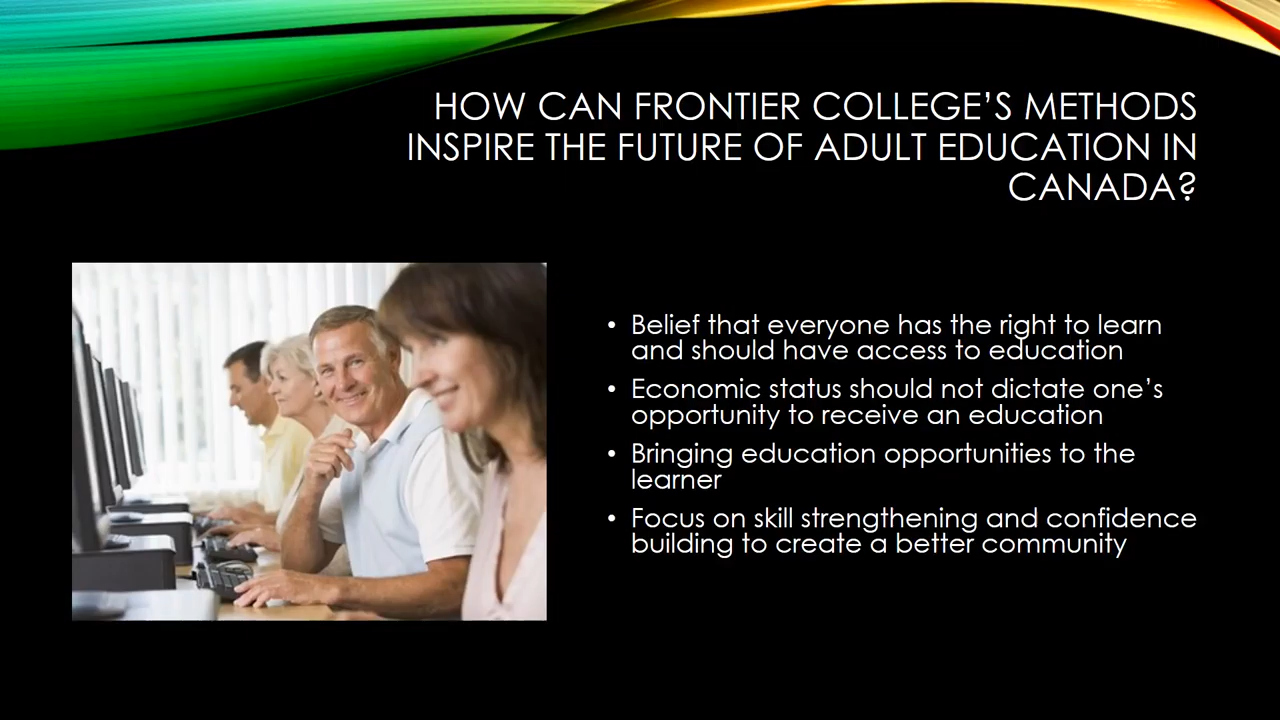 HOW CAN FRONTIER COLLEGE’S METHODS
INSPIRE THE FUTURE OF ADULT EDUCATION IN
CANADA?
• Belief that everyone has the right to learn
and should have access to education
• Economic status should not dictate one’s
opportunity to receive an education
• Bringing education opportunities to the
learner
• Focus on skill strengthening and confidence
building to create a better community